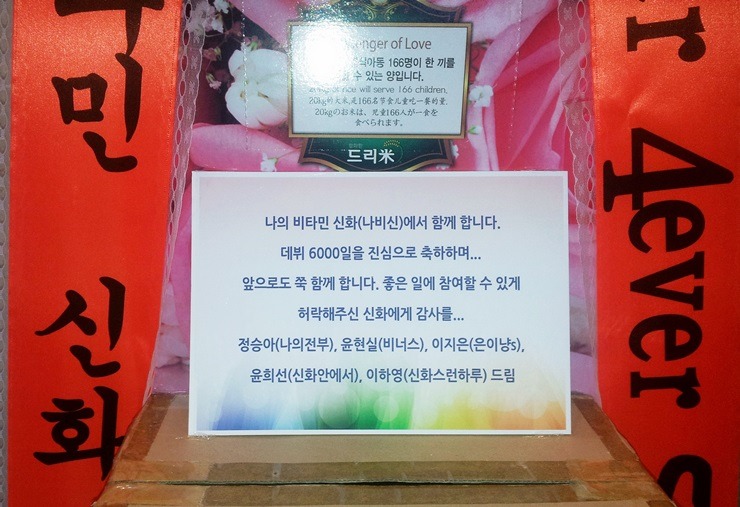 민
신
화
er
4ever
enger of Love
식아동 166명이 한 끼를
수 있는 양입니다.
rice will serve 166 children.
20kg的大米,是166名节食儿童吃一餐的量.
20kgのお米は、児童166人が一食を
食べられます。
드리米
나의 비타민 신화(나비신)에서 함께 합니다.
데뷔 6000일을 진심으로 축하하며...
앞으로도 쭉 함께 합니다. 좋은 일에 참여할 수 있게
허락해주신 신화에게 감사를...
정승아(나의전부), 윤현실(비너스), 이지은(은이냥s),
윤희선(신화안에서), 이하영(신화스런하루) 드림